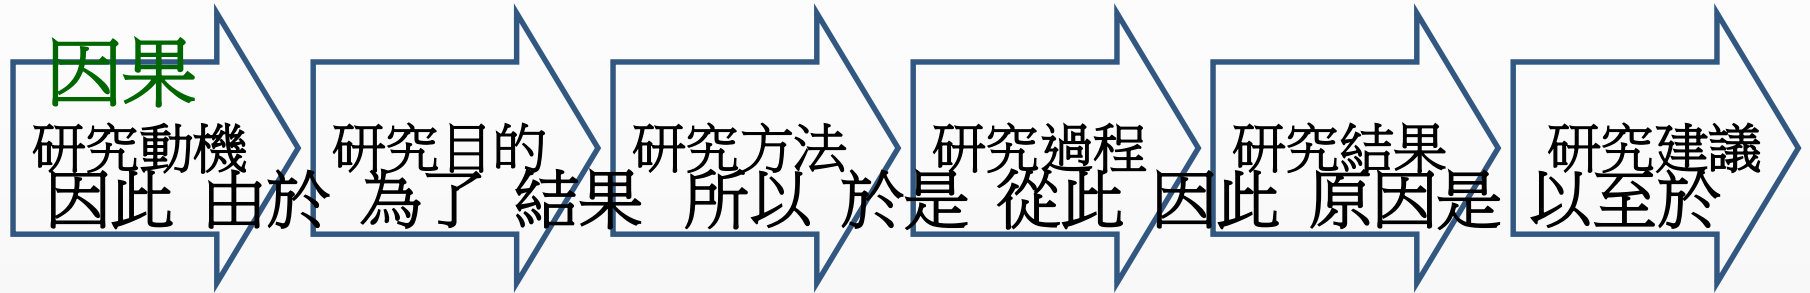 因果
研究動機 研究目的 研究方法 研究過程 研究結果 研究建議
因此 由於 為了 結果 所以 於是 從此 因此 原因是 以至於